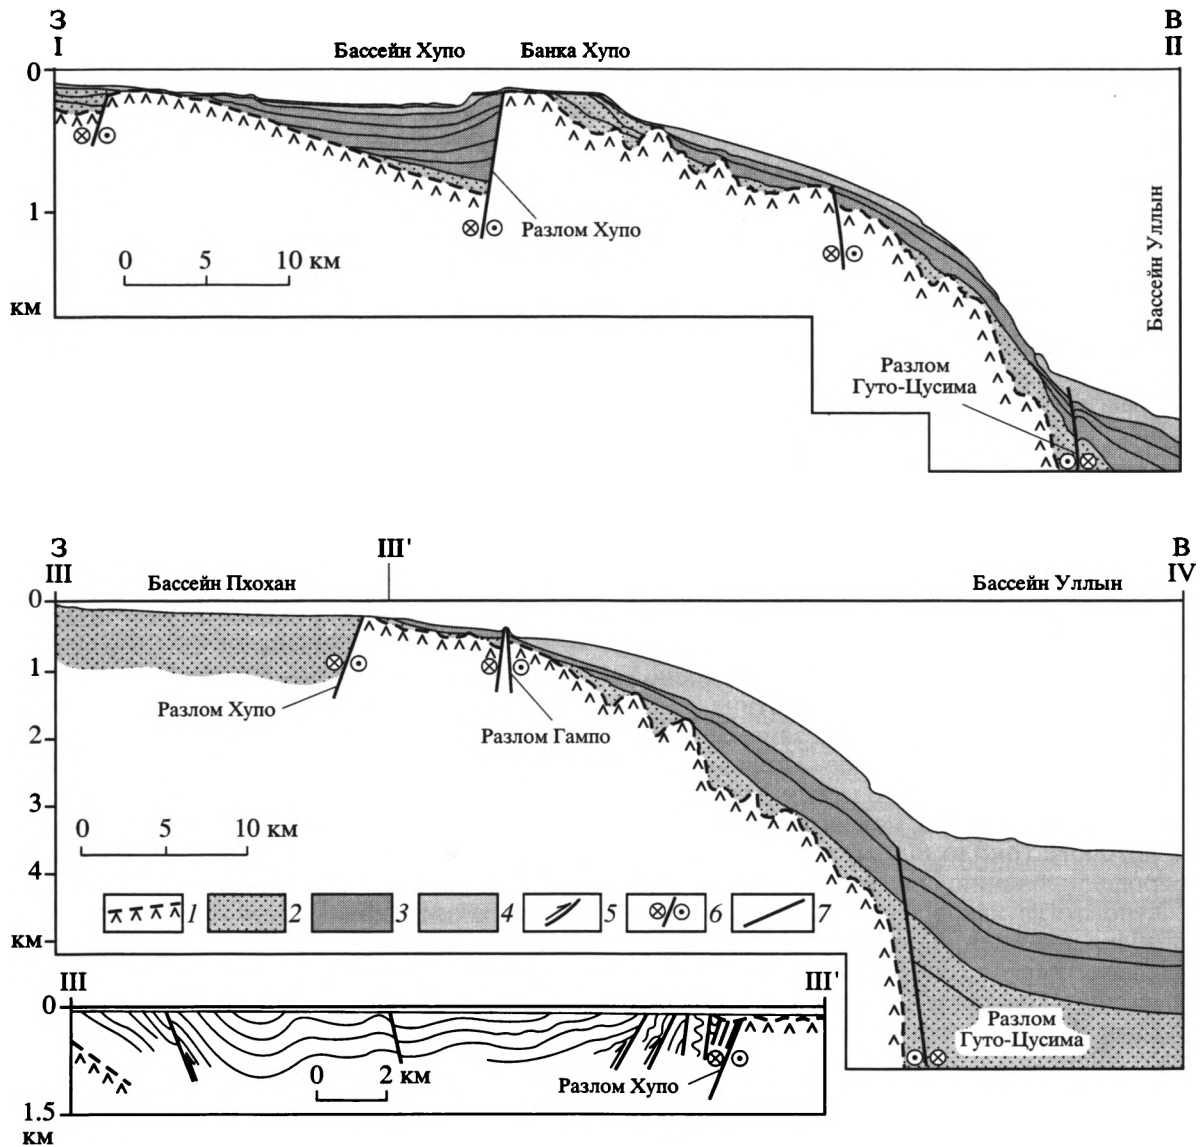 З
I
В
II
Бассейн Хупо
Банка Хупо
0
1
км
0 5 10 км
Разлом Хупо
Разлом
Гуто-Цусима
Бассейн Уллын
З
III
III'
В
IV
Бассейн Пхохан
Бассейн Уллын
0
1
2
3
4
км
Разлом Хупо
Разлом Гампо
0 5 10 км
1 2 3 4 5 6 7
Разлом
Гуто-Цусима
III
III'
0
1.5
км
0 2 км
Разлом Хупо